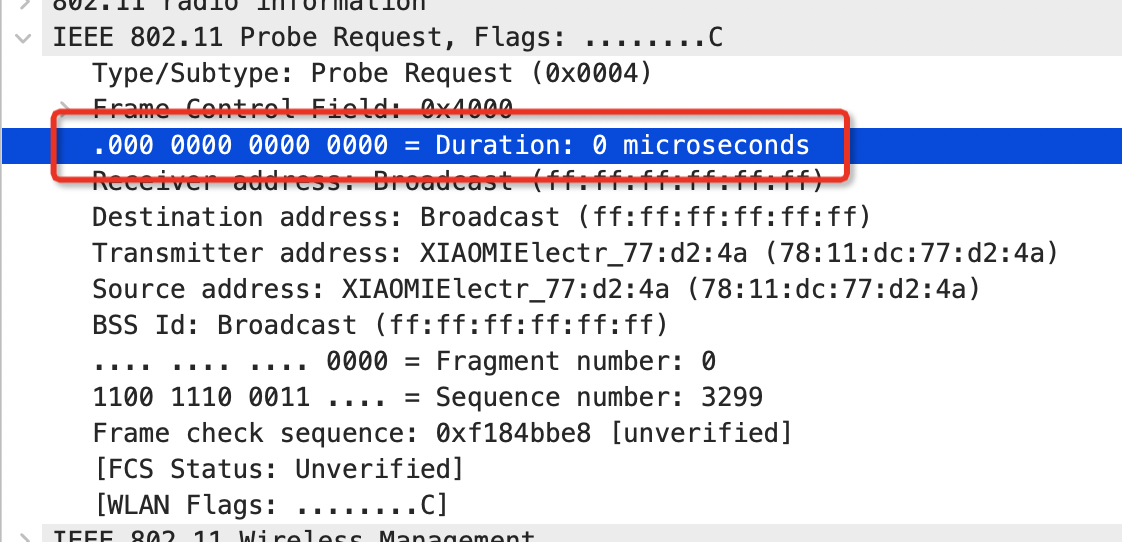 802.11 radio information
IEEE 802.11 Probe Request, Flags: ........C
Type/Subtype: Probe Request (0x0004)
Frame Control Field: 0x4000
.000 0000 0000 0000 = Duration: 0 microseconds
Receiver address: Broadcast (ff:ff:ff:ff:ff:ff)
Destination address: Broadcast (ff:ff:ff:ff:ff:ff)
Transmitter address: XIAOMIElectr_77:d2:4a (78:11:dc:77:d2:4a)
Source address: XIAOMIElectr_77:d2:4a (78:11:dc:77:d2:4a)
BSS Id: Broadcast (ff:ff:ff:ff:ff:ff)
.... .... .... 0000 = Fragment number: 0
1100 1110 0011 .... = Sequence number: 3299
Frame check sequence: 0xf184bbe8 [unverified]
[FCS Status: Unverified]
[WLAN Flags: ........C]
IEEE 802.11 Wireless Management